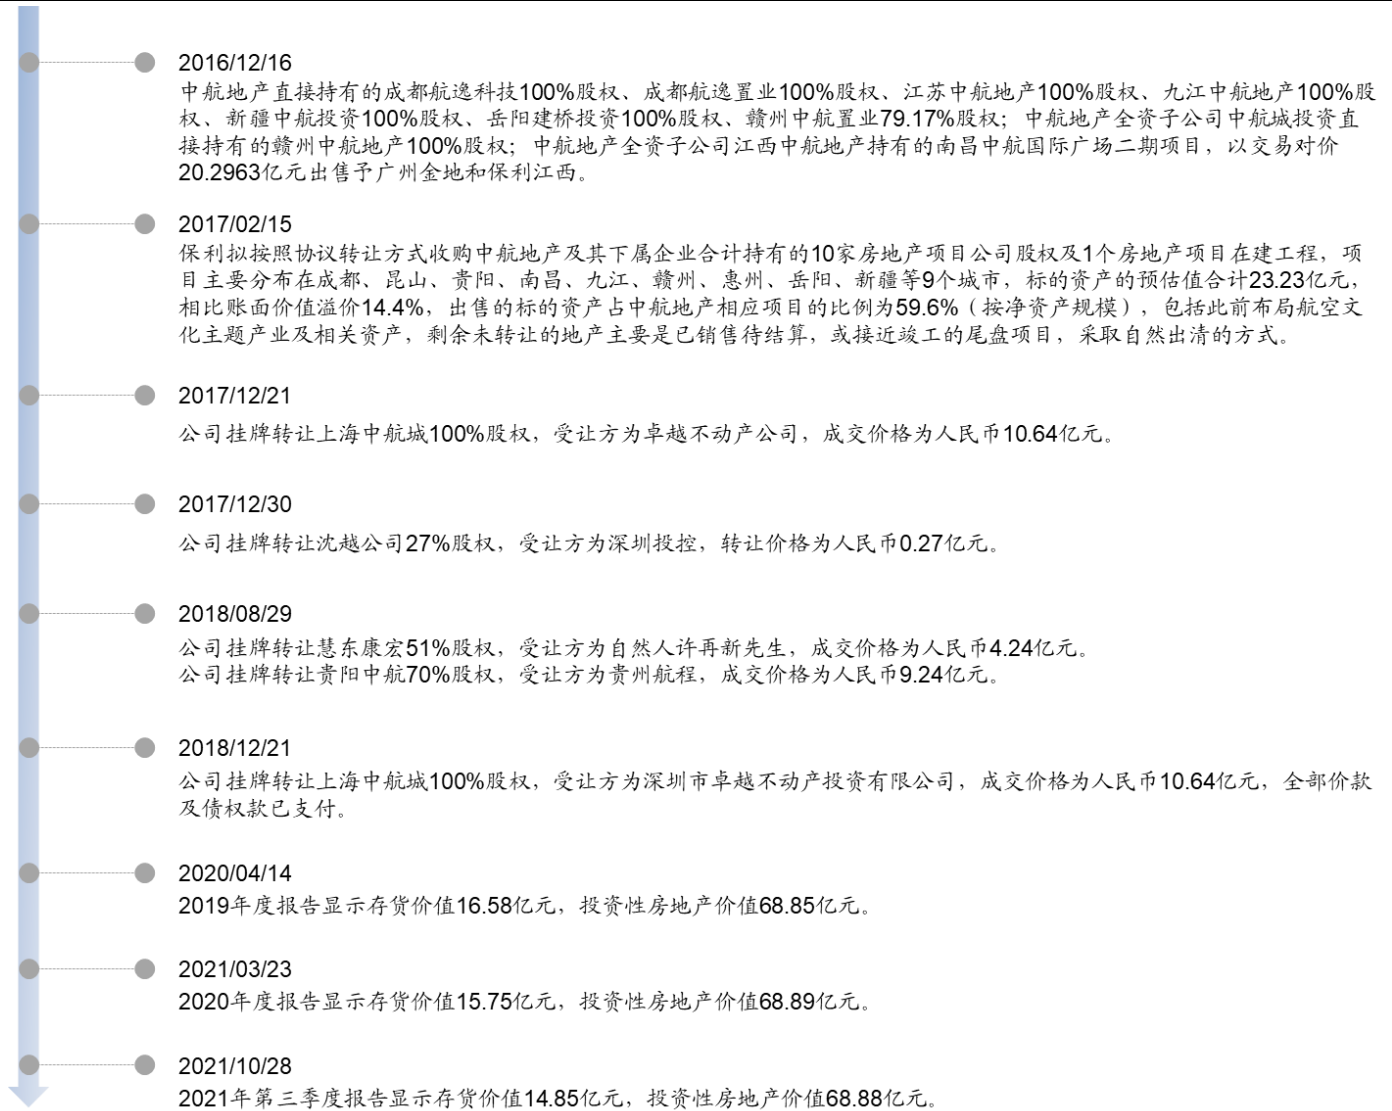 2016/12/16
中航地产直接持有的成都航逸科技100%股权、成都航逸置业100%股权、江苏中航地产100%股权、九江中航地产100%股
权、新疆中航投资100%股权、岳阳建桥投资100%股权、赣州中航置业79.17%股权；中航地产全资子公司中航城投资直
接持有的赣州中航地产100%股权；中航地产全资子公司江西中航地产持有的南昌中航国际广场二期项目，以交易对价
20.2963亿元出售予广州金地和保利江西。
2017/02/15
保利拟按照协议转让方式收购中航地产及其下属企业合计持有的10家房地产项目公司股权及1个房地产项目在建工程，项
目主要分布在成都、昆山、贵阳、南昌、九江、赣州、惠州、岳阳、新疆等9个城市，标的资产的预估值合计23.23亿元，
相比账面价值溢价14.4%，出售的标的资产占中航地产相应项目的比例为59.6%（按净资产规模），包括此前布局航空文
化主题产业及相关资产，剩余未转让的地产主要是已销售待结算，或接近竣工的尾盘项目，采取自然出清的方式。
2017/12/21
公司挂牌转让上海中航城100%股权，受让方为卓越不动产公司，成交价格为人民币10.64亿元。
2017/12/30
公司挂牌转让沈越公司27%股权，受让方为深圳投控，转让价格为人民币0.27亿元。
2018/08/29
公司挂牌转让慧东康宏51%股权，受让方为自然人许再新先生，成交价格为人民币4.24亿元。
公司挂牌转让贵阳中航70%股权，受让方为贵州航程，成交价格为人民币9.24亿元。
2018/12/21
公司挂牌转让上海中航城100%股权，受让方为深圳市卓越不动产投资有限公司，成交价格为人民币10.64亿元，全部价款
及债权款已支付。
2020/04/14
2019年度报告显示存货价值16.58亿元，投资性房地产价值68.85亿元。
2021/03/23
2020年度报告显示存货价值15.75亿元，投资性房地产价值68.89亿元。
2021/10/28
2021年第三季度报告显示存货价值14.85亿元，投资性房地产价值68.88亿元。